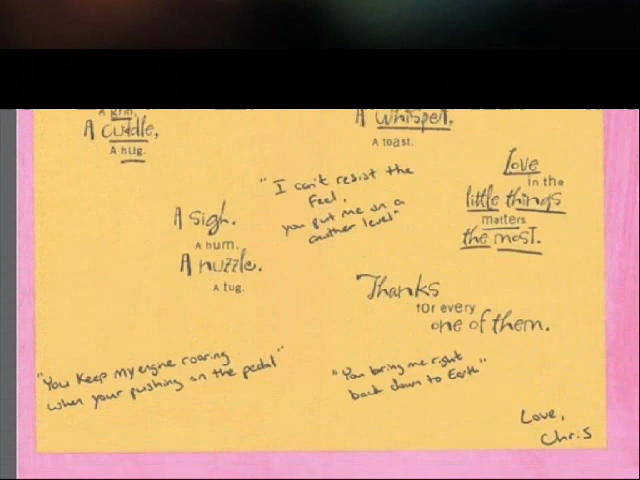 A grin,
A cuddle,
A hug.
A whisper,
A toast.
Love
in the
little things
matters
the most.
"I can't resist the
Feel,
you put me on a
another level"
A sigh.
A hum.
A nuzzle.
A tug.
Thanks
for every
one of them.
"You Keep My engine roaring
when your pushing on the pedal"
"You bring me right
back down to Earth"
Love,
Chris